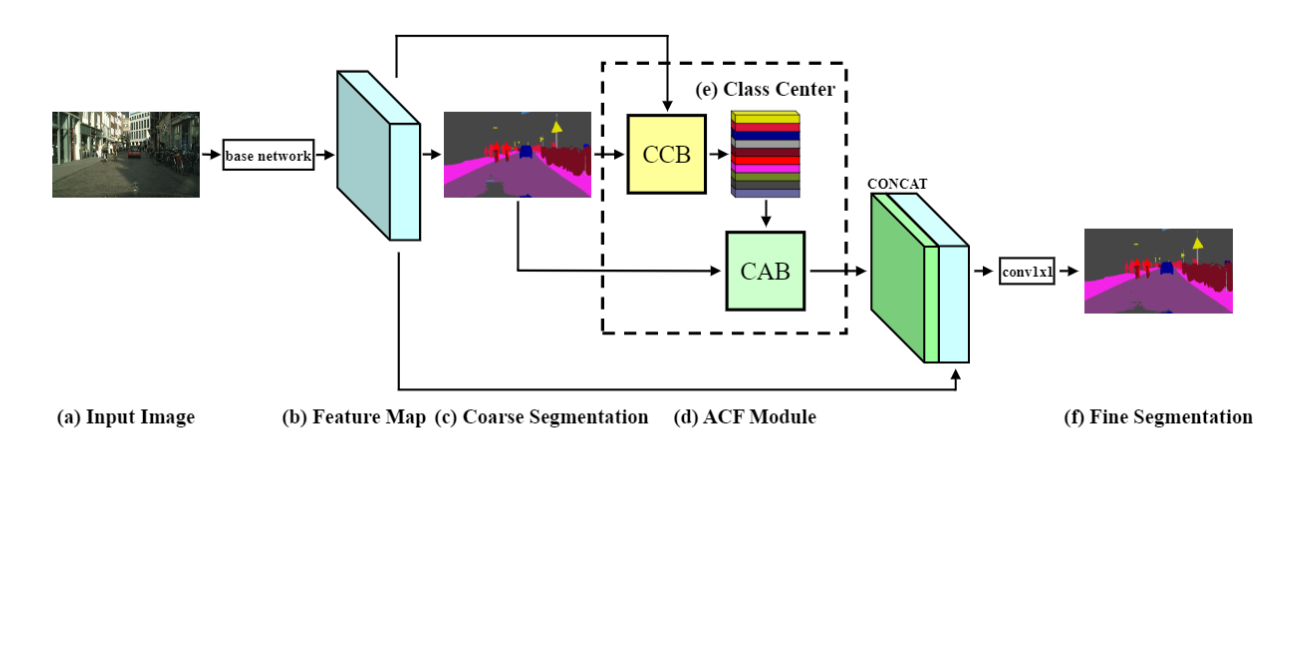 (e) Class Center
base network
CCB
CONCAT
CAB
conv1x1
(a) Input Image
(b) Feature Map
(c) Coarse Segmentation
(d) ACF Module
(f) Fine Segmentation